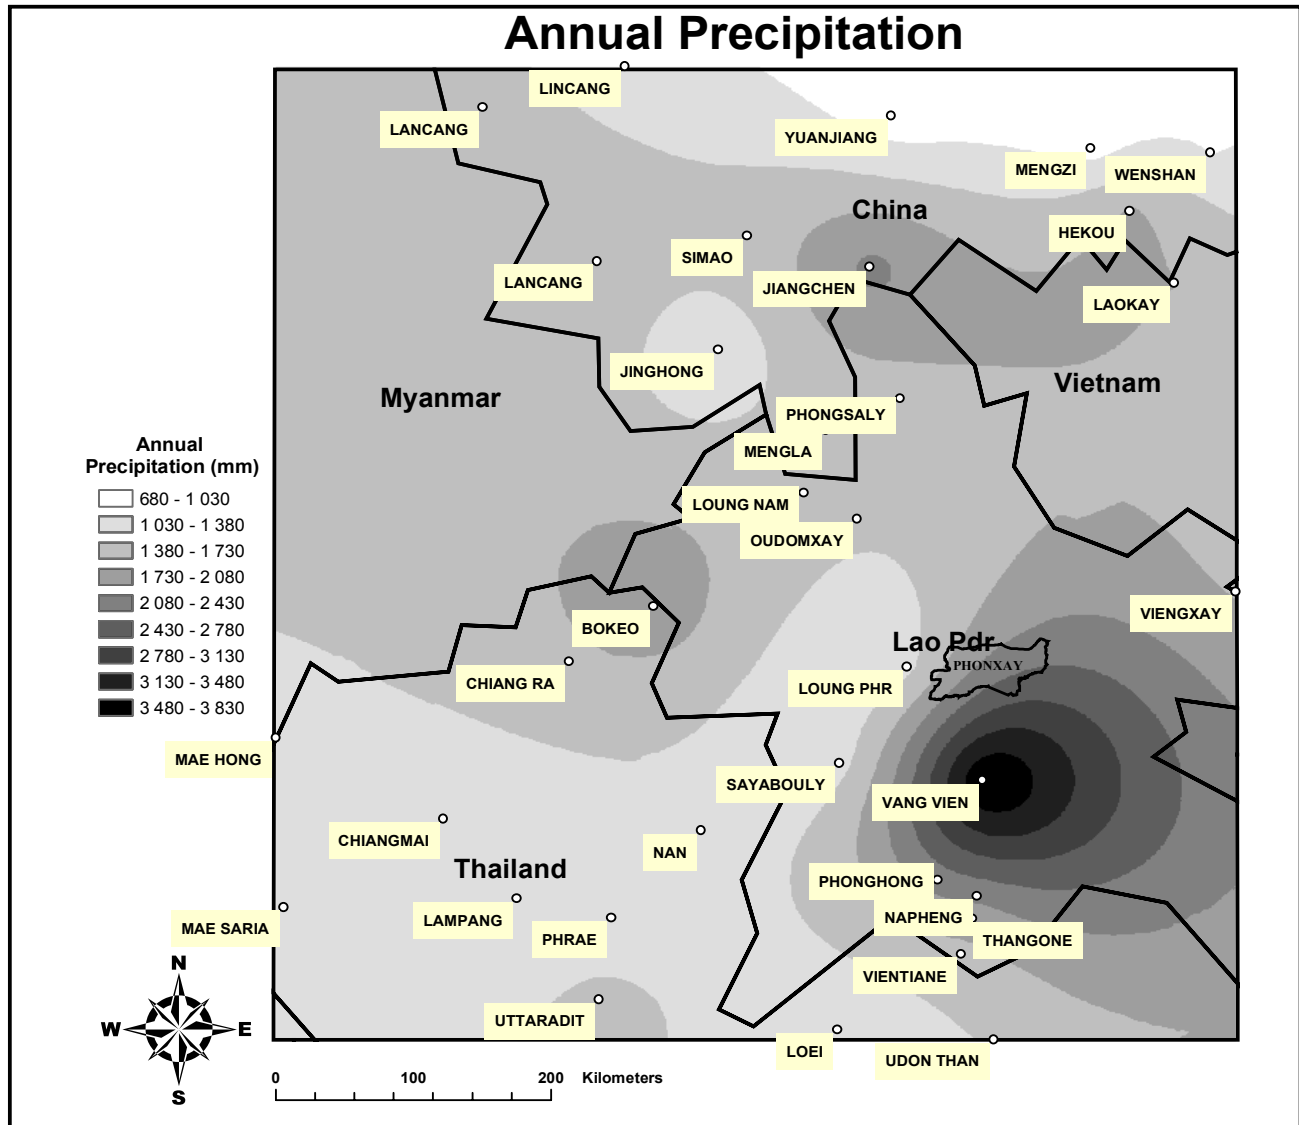 Annual Precipitation
LINCANG
LANCANG
YUANJIANG
MENGZI
WENSHAN
China
HEKOU
SIMAO
LANCANG
JIANGCHEN
LAOKAY
JINGHONG
Myanmar
Vietnam
PHONGSALY
MENGLA
Annual
Precipitation (mm)
680 - 1 030
1 030 - 1 380
1 380 - 1 730
1 730 - 2 080
2 080 - 2 430
2 430 - 2 780
2 780 - 3 130
3 130 - 3 480
3 480 - 3 830
LOUNG NAM
OUDOMXAY
VIENGXAY
BOKEO
Lao Pdr
PHONXAY
CHIANG RA
LOUNG PHR
MAE HONG
SAYABOULY
VANG VIEN
CHIANGMAI
NAN
Thailand
PHONGHONG
LAMPANG
NAPHENG
MAE SARIA
PHRAE
THANGONE
VIENTIANE
UTTARADIT
LOEI
UDON THAN
N
W E
S
0 100 200 Kilometers